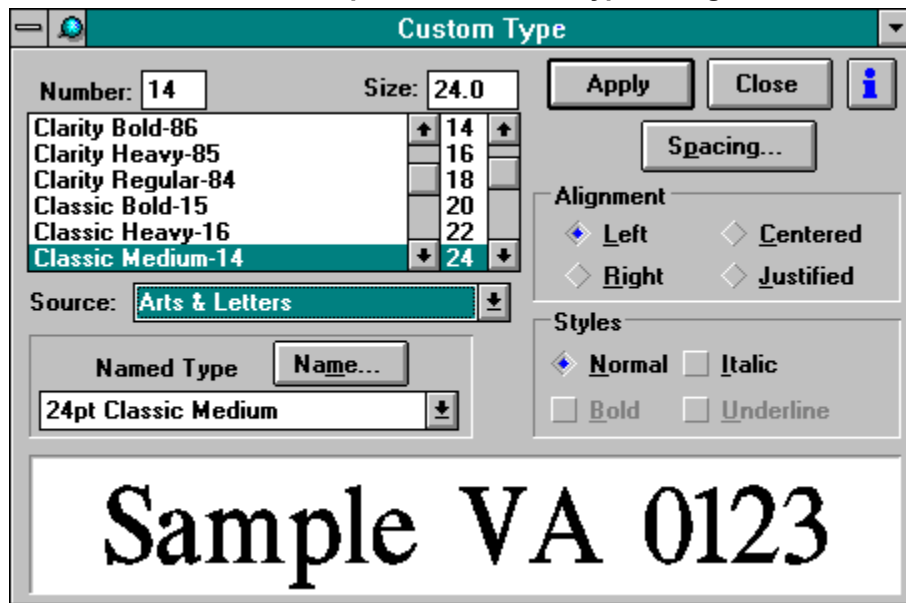 Custom Type
Number: 14
Size: 24.0
Apply
Close
i
Clarity Bold-86
Clarity Heavy-85
Clarity Regular-84
Classic Bold-15
Classic Heavy-16
Classic Medium-14
14
16
18
20
22
24
Spacing...
Alignment
Left
Centered
Right
Justified
Source: Arts & Letters
Styles
Normal
Italic
Bold
Underline
Named Type
Name...
24pt Classic Medium
Sample VA 0123